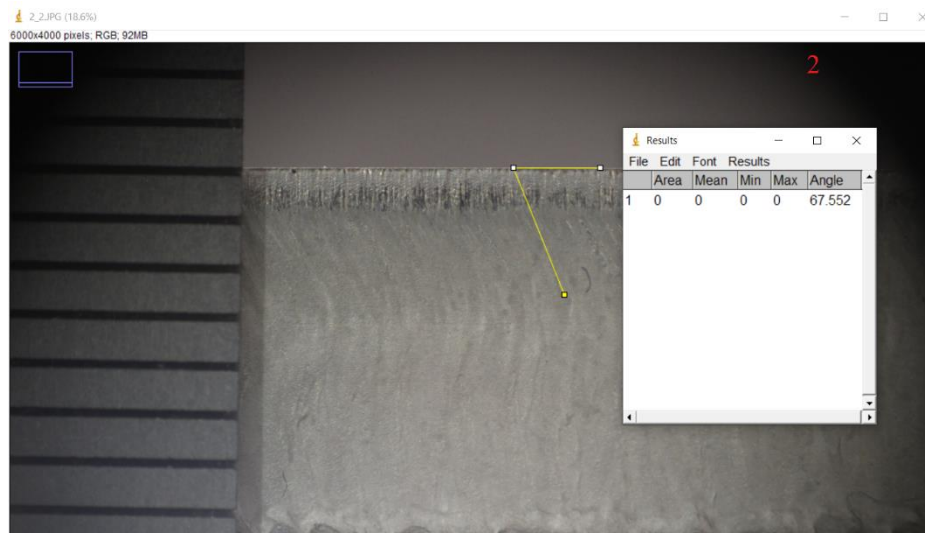 2_2.JPG (18.6%)
6000x4000 pixels; RGB; 92MB
2
Results
File Edit Font Results
Area Mean Min Max Angle
1 0 0 0 0 67.552